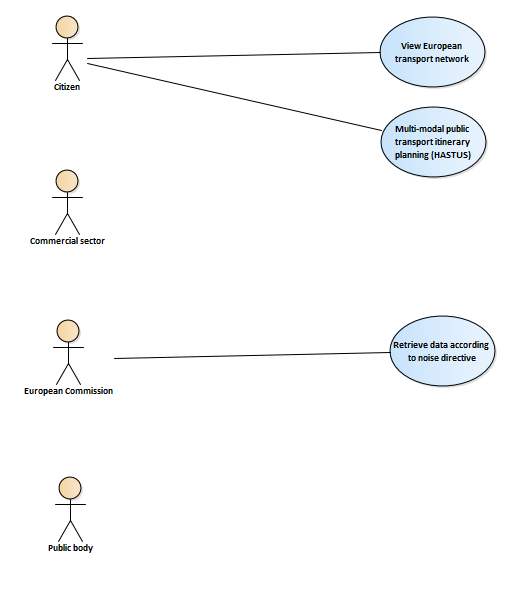 View European
transport network
Citizen
Multi-modal public
transport itinerary
planning (HASTUS)
Commercial sector
Retrieve data according
to noise directive
European Commission
Public body